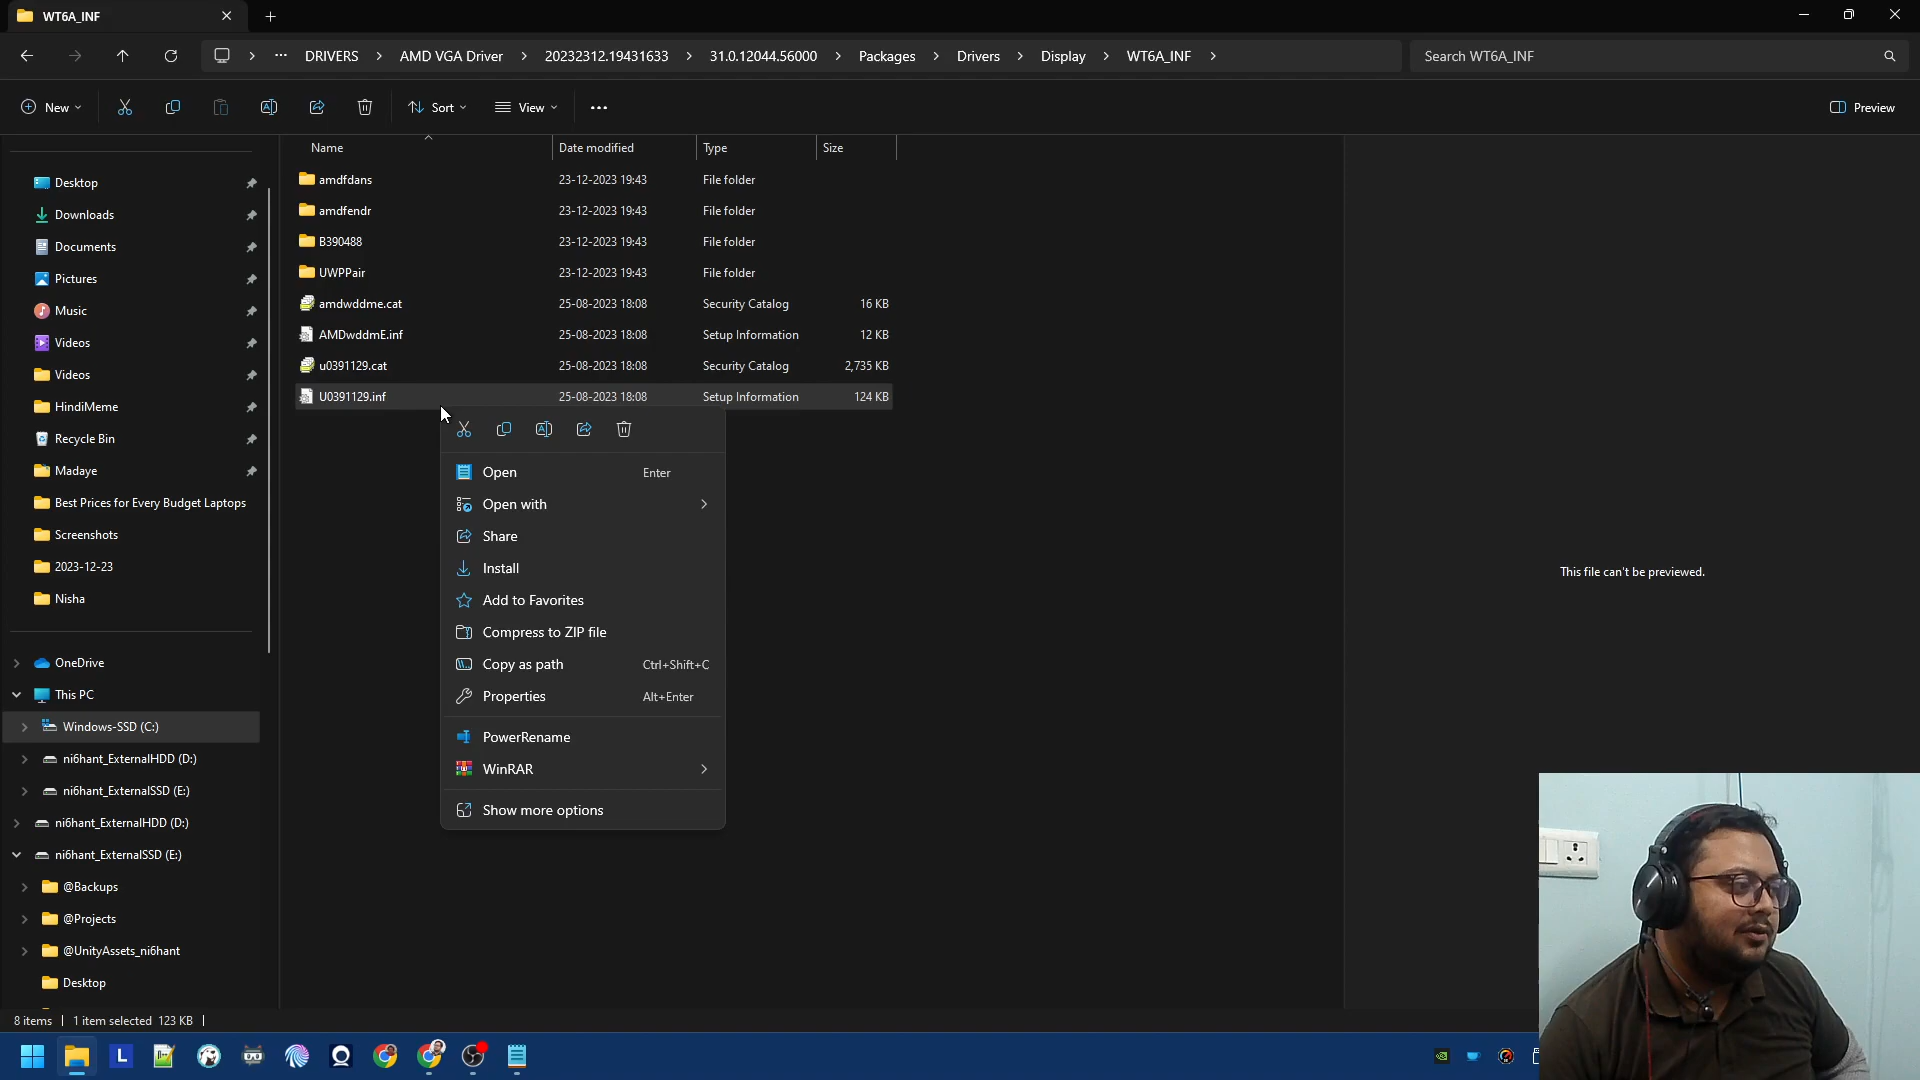 WT6A_INF
DRIVERS > AMD VGA Driver > 20232312.19431633 > 31.0.12044.56000 > Packages > Drivers > Display > WT6A_INF >
Search WT6A_INF
New
Sort
View
Preview
Name Date modified Type Size
amdfdans 23-12-2023 19:43 File folder
amdfendr 23-12-2023 19:43 File folder
B390488 23-12-2023 19:43 File folder
UWPPair 23-12-2023 19:43 File folder
amdwddme.cat 25-08-2023 18:08 Security Catalog 16 KB
AMDwddmE.inf 25-08-2023 18:08 Setup Information 12 KB
u0391129.cat 25-08-2023 18:08 Security Catalog 2,735 KB
U0391129.inf 25-08-2023 18:08 Setup Information 124 KB
Desktop
Downloads
Documents
Pictures
Music
Videos
Videos
HindiMeme
Recycle Bin
Madaye
Best Prices for Every Budget Laptops
Screenshots
2023-12-23
Nisha
OneDrive
This PC
Windows-SSD (C:)
ni6hant_ExternalHDD (D:)
ni6hant_ExternalSSD (E:)
ni6hant_ExternalHDD (D:)
ni6hant_ExternalSSD (E:)
@Backups
@Projects
@UnityAssets_ni6hant
Desktop
Open Enter
Open with
Share
Install
Add to Favorites
Compress to ZIP file
Copy as path Ctrl+Shift+C
Properties Alt+Enter
PowerRename
WinRAR
Show more options
This file can't be previewed.
8 items | 1 item selected 123 KB |
L